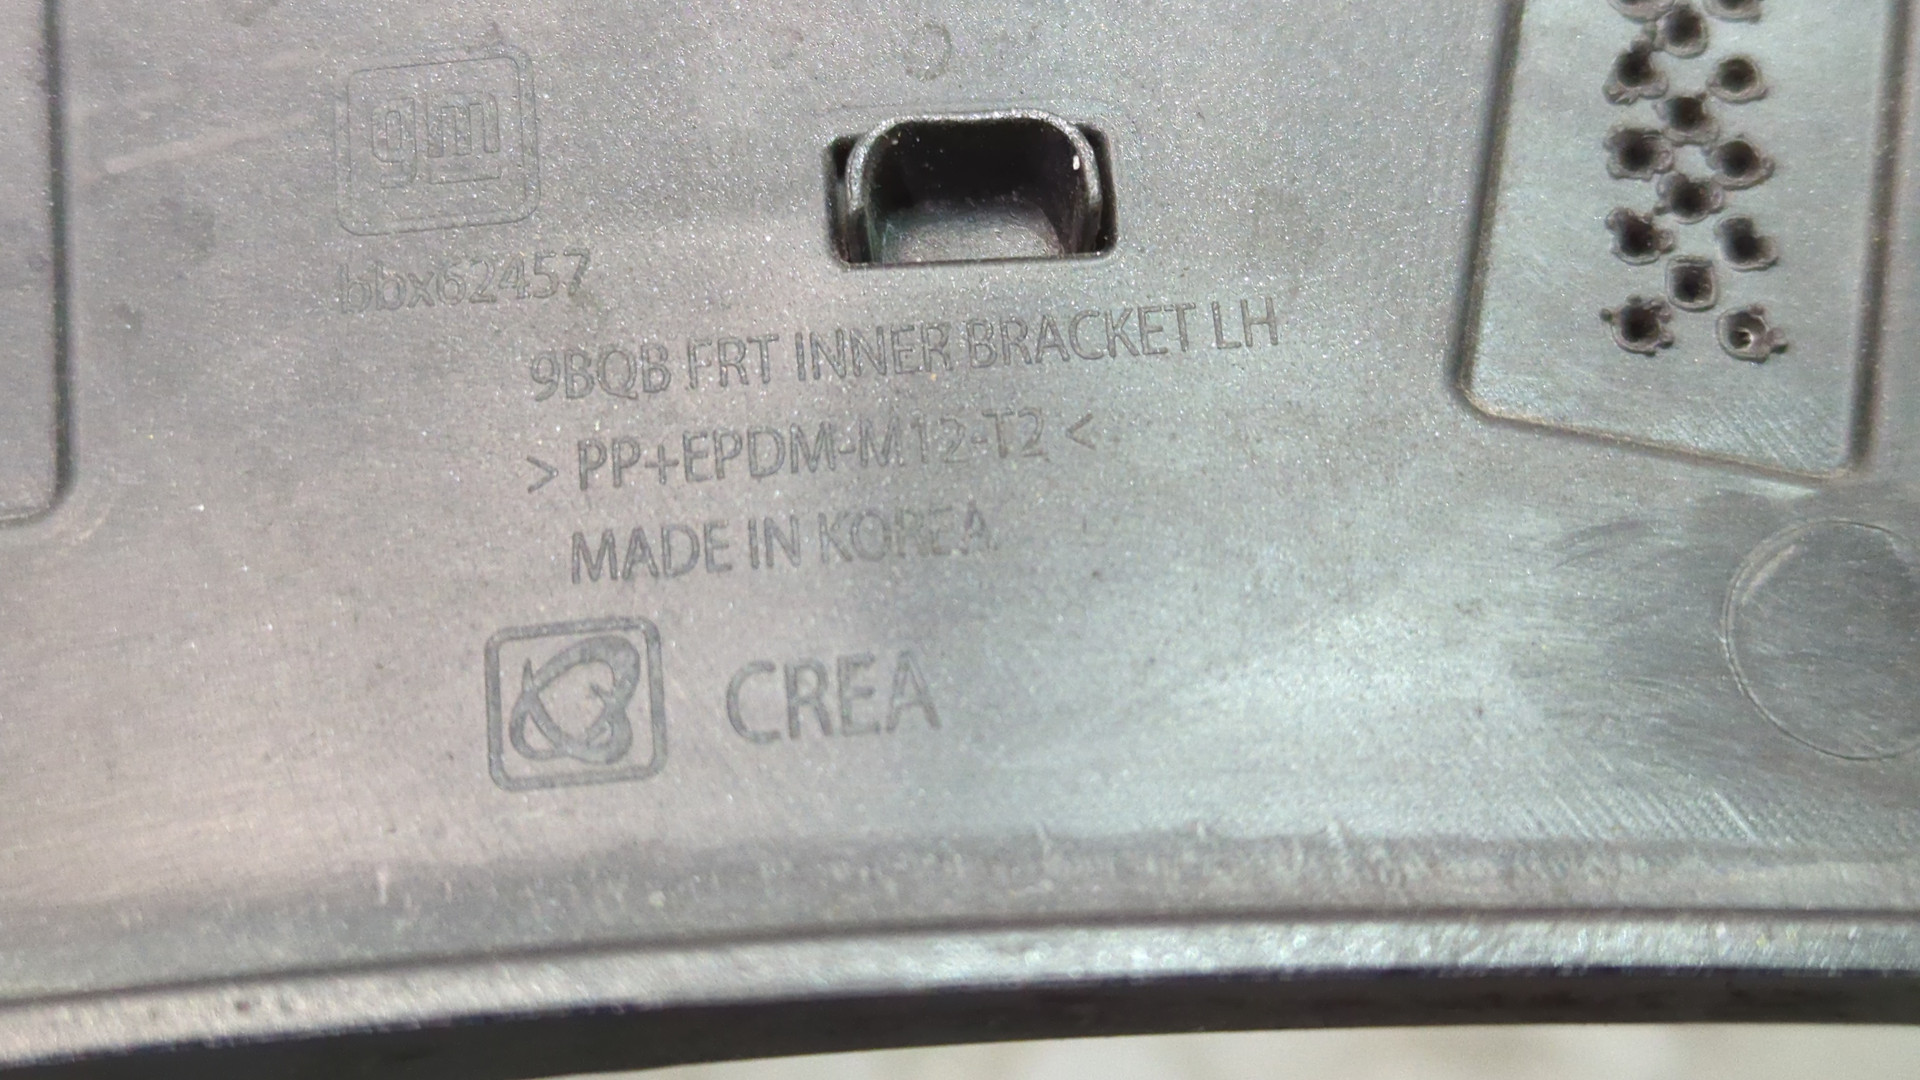 gm
bbx62457
9BQB FRT INNER BRACKET LH
> PP+EPDM-M12-T2 <
MADE IN KOREA
CREA